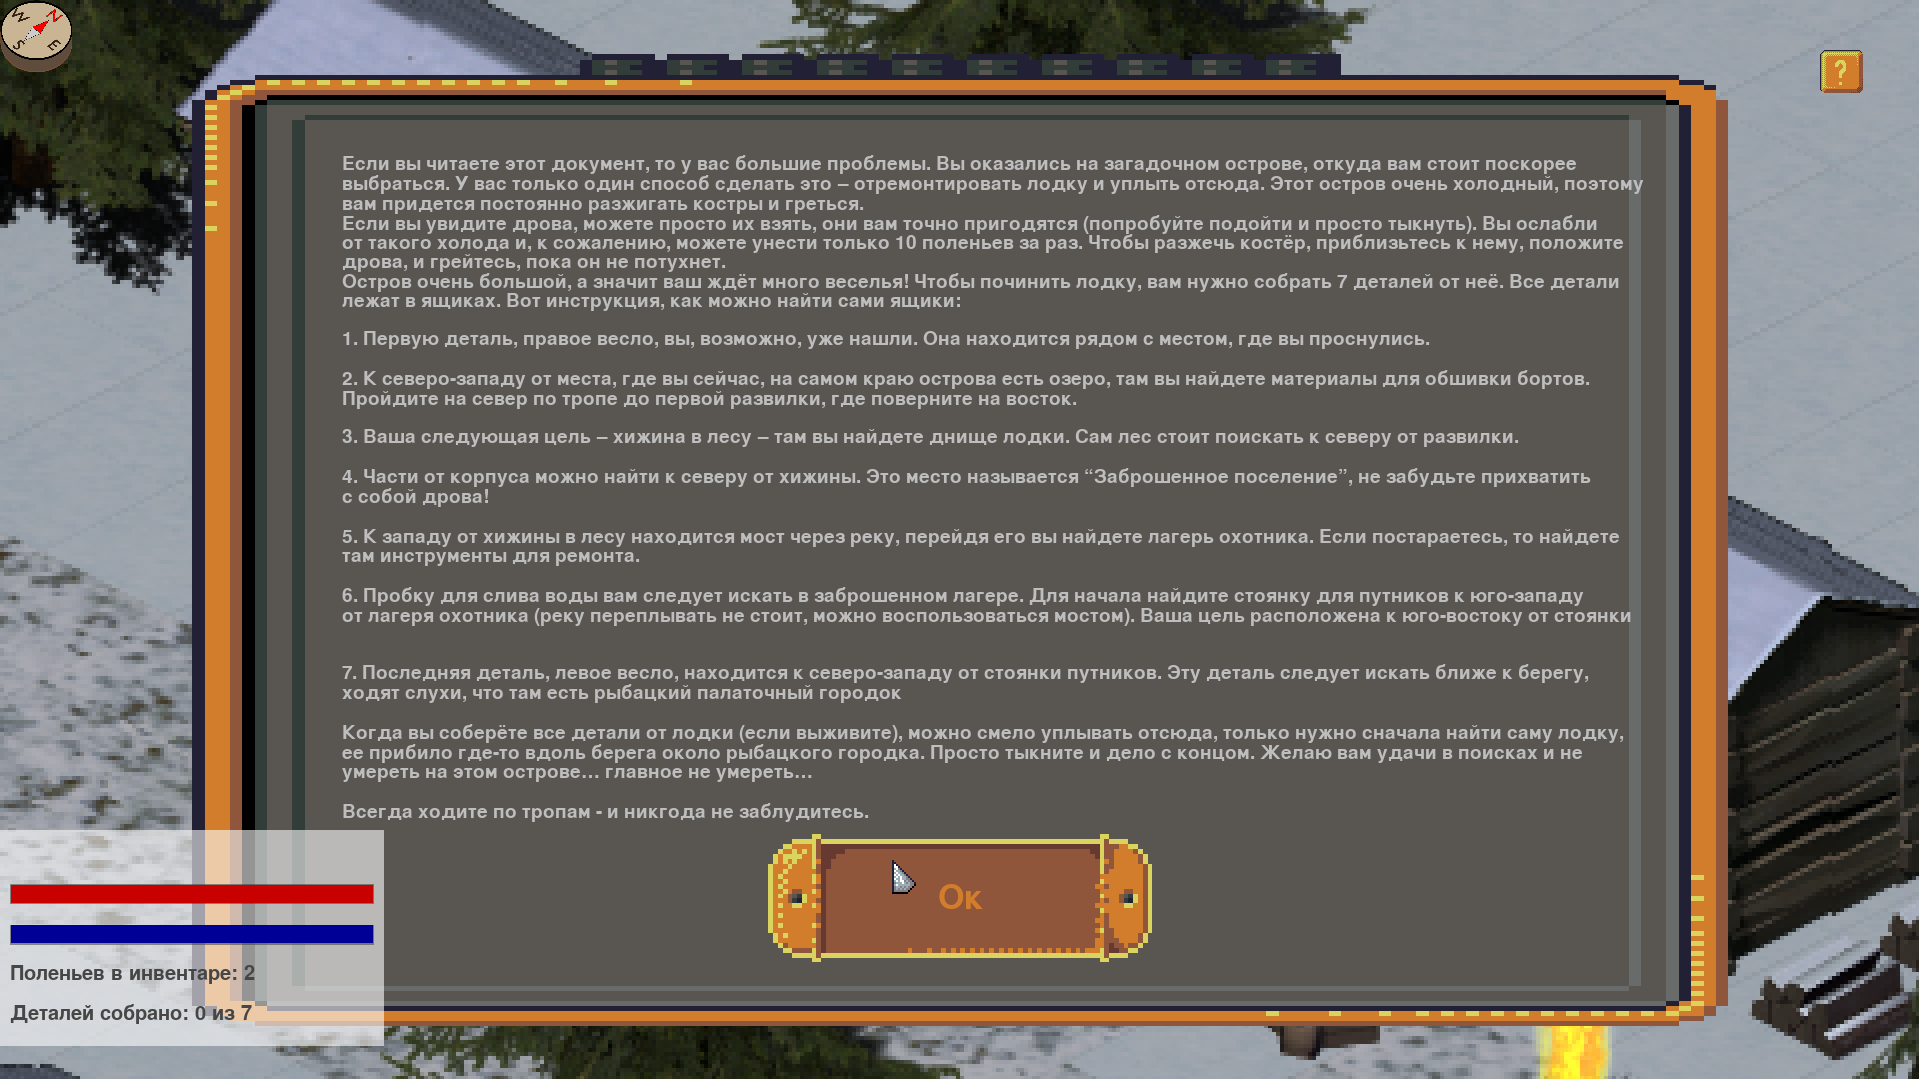 W
N
S
E
?
Если вы читаете этот документ, то у вас большие проблемы. Вы оказались на загадочном острове, откуда вам стоит поскорее
выбраться. У вас только один способ сделать это – отремонтировать лодку и уплыть отсюда. Этот остров очень холодный, поэтому
вам придется постоянно разжигать костры и греться.
Если вы увидите дрова, можете просто их взять, они вам точно пригодятся (попробуйте подойти и просто тыкнуть). Вы ослабли
от такого холода и, к сожалению, можете унести только 10 поленьев за раз. Чтобы разжечь костёр, приблизьтесь к нему, положите
дрова, и грейтесь, пока он не потухнет.
Остров очень большой, а значит ваш ждёт много веселья! Чтобы починить лодку, вам нужно собрать 7 деталей от неё. Все детали
лежат в ящиках. Вот инструкция, как можно найти сами ящики:
1. Первую деталь, правое весло, вы, возможно, уже нашли. Она находится рядом с местом, где вы проснулись.
2. К северо-западу от места, где вы сейчас, на самом краю острова есть озеро, там вы найдете материалы для обшивки бортов.
Пройдите на север по тропе до первой развилки, где поверните на восток.
3. Ваша следующая цель – хижина в лесу – там вы найдете днище лодки. Сам лес стоит поискать к северу от развилки.
4. Части от корпуса можно найти к северу от хижины. Это место называется “Заброшенное поселение”, не забудьте прихватить
с собой дрова!
5. К западу от хижины в лесу находится мост через реку, перейдя его вы найдете лагерь охотника. Если постараетесь, то найдете
там инструменты для ремонта.
6. Пробку для слива воды вам следует искать в заброшенном лагере. Для начала найдите стоянку для путников к юго-западу
от лагеря охотника (реку переплывать не стоит, можно воспользоваться мостом). Ваша цель расположена к юго-востоку от стоянки
7. Последняя деталь, левое весло, находится к северо-западу от стоянки путников. Эту деталь следует искать ближе к берегу,
ходят слухи, что там есть рыбацкий палаточный городок
Когда вы соберёте все детали от лодки (если выживите), можно смело уплывать отсюда, только нужно сначала найти саму лодку,
ее прибило где-то вдоль берега около рыбацкого городка. Просто тыкните и дело с концом. Желаю вам удачи в поисках и не
умереть на этом острове… главное не умереть…
Всегда ходите по тропам - и никгода не заблудитесь.
Ок
Поленьев в инвентаре: 2
Деталей собрано: 0 из 7